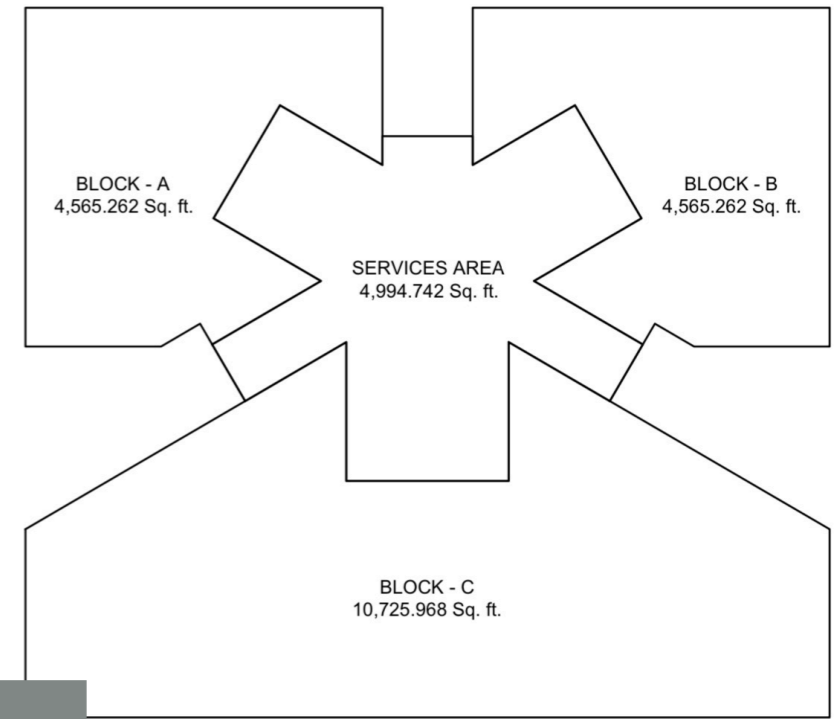 BLOCK - A
4,565.262 Sq. ft.
BLOCK - B
4,565.262 Sq. ft.
SERVICES AREA
4,994.742 Sq. ft.
BLOCK - C
10,725.968 Sq. ft.